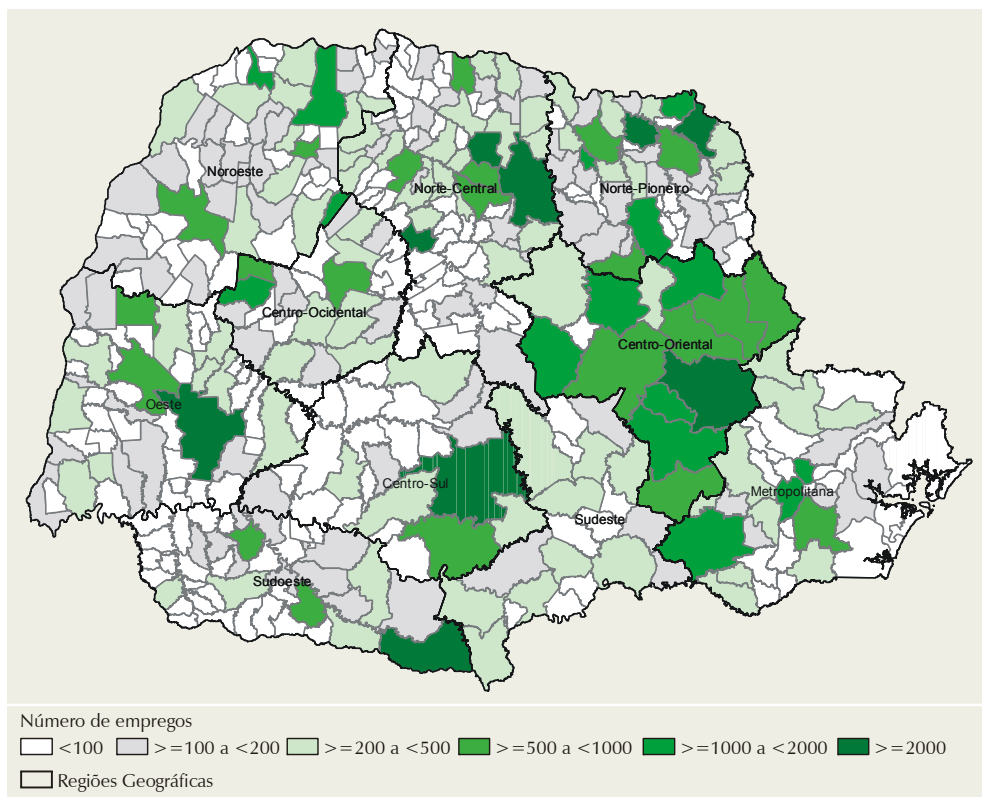 Noroeste
Norte-Central
Norte-Pioneiro
Centro-Ocidental
Centro-Oriental
Oeste
Centro-Sul
Metropolitana
Sudeste
Sudoeste
Número de empregos
<100 >=100 a <200 >=200 a <500 >=500 a <1000 >=1000 a <2000 >=2000
Regiões Geográficas